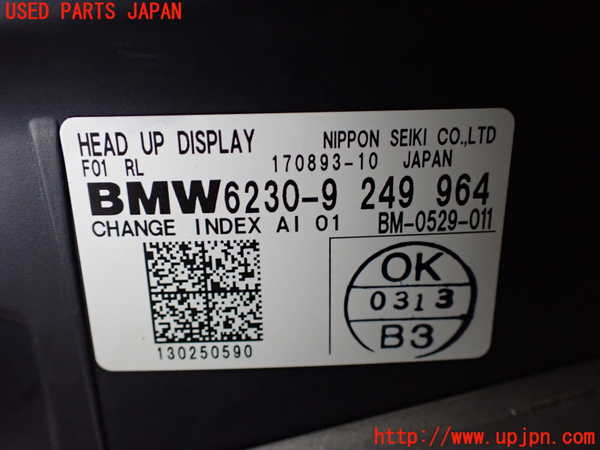 USED PARTS JAPAN
HEAD UP DISPLAY NIPPON SEIKI CO.,LTD
F01 RL 170893-10 JAPAN
BMW6230-9 249 964
CHANGE INDEX AI 01 BM-0529-011
OK
0313
B3
130250590
http://www.upjpn.com/